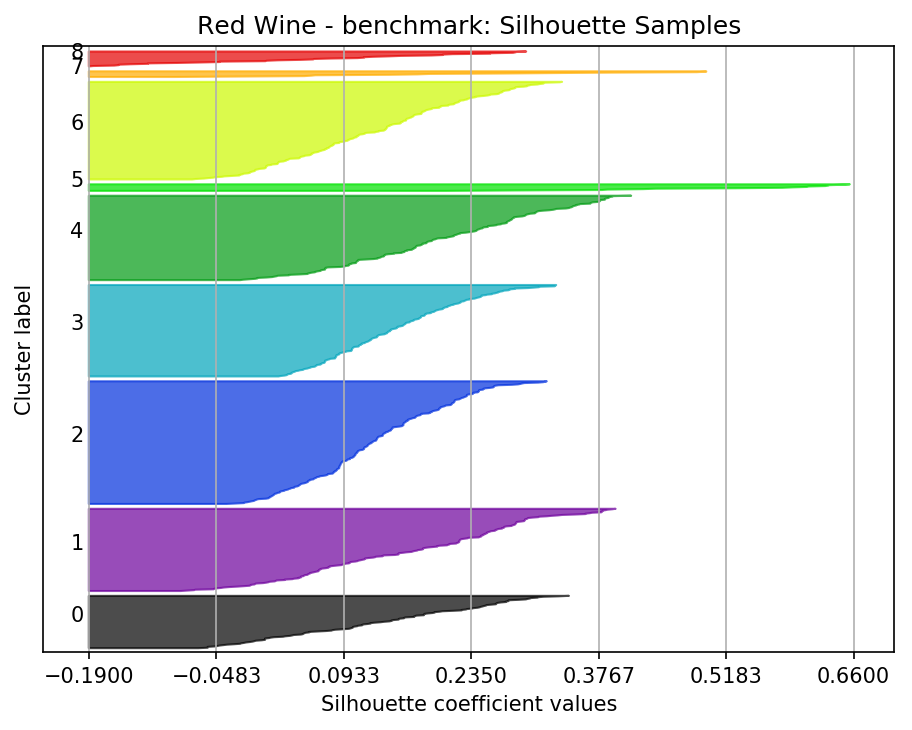 Red Wine - benchmark: Silhouette Samples
8
7
6
5
4
3
2
1
0
Cluster label
−0.1900 −0.0483 0.0933 0.2350 0.3767 0.5183 0.6600
Silhouette coefficient values